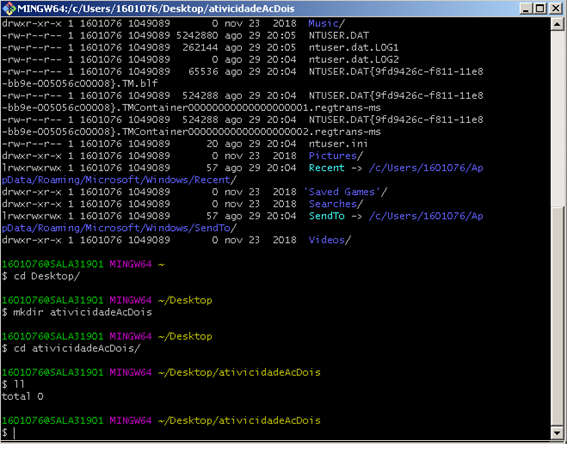 MINGW64:/c/Users/1601076/Desktop/ativicidadeAcDois
drwxr-xr-x 1 1601076 1049089 0 nov 23 2018 Music/
-rw-r--r-- 1 1601076 1049089 5242880 ago 29 20:05 NTUSER.DAT
-rw-r--r-- 1 1601076 1049089 262144 ago 29 20:05 ntuser.dat.LOG1
-rw-r--r-- 1 1601076 1049089 0 ago 29 20:04 ntuser.dat.LOG2
-rw-r--r-- 1 1601076 1049089 65536 ago 29 20:04 NTUSER.DAT{9fd9426c-f811-11e8
-bb9e-005056c00008}.TM.blf
-rw-r--r-- 1 1601076 1049089 524288 ago 29 20:04 NTUSER.DAT{9fd9426c-f811-11e8
-bb9e-005056c00008}.TMContainer00000000000000000001.regtrans-ms
-rw-r--r-- 1 1601076 1049089 524288 ago 29 20:04 NTUSER.DAT{9fd9426c-f811-11e8
-bb9e-005056c00008}.TMContainer00000000000000000002.regtrans-ms
-rw-r--r-- 1 1601076 1049089 20 ago 29 20:04 ntuser.ini
drwxr-xr-x 1 1601076 1049089 0 nov 23 2018 Pictures/
lrwxrwxrwx 1 1601076 1049089 57 ago 29 20:04 Recent -> /c/Users/1601076/Ap
pData/Roaming/Microsoft/Windows/Recent/
drwxr-xr-x 1 1601076 1049089 0 nov 23 2018 'Saved Games'/
drwxr-xr-x 1 1601076 1049089 0 nov 23 2018 Searches/
lrwxrwxrwx 1 1601076 1049089 57 ago 29 20:04 SendTo -> /c/Users/1601076/Ap
pData/Roaming/Microsoft/Windows/SendTo/
drwxr-xr-x 1 1601076 1049089 0 nov 23 2018 Videos/
1601076@SALA31901 MINGW64 ~
$ cd Desktop/
1601076@SALA31901 MINGW64 ~/Desktop
$ mkdir ativicidadeAcDois
1601076@SALA31901 MINGW64 ~/Desktop
$ cd ativicidadeAcDois/
1601076@SALA31901 MINGW64 ~/Desktop/ativicidadeAcDois
$ ll
total 0
1601076@SALA31901 MINGW64 ~/Desktop/ativicidadeAcDois
$